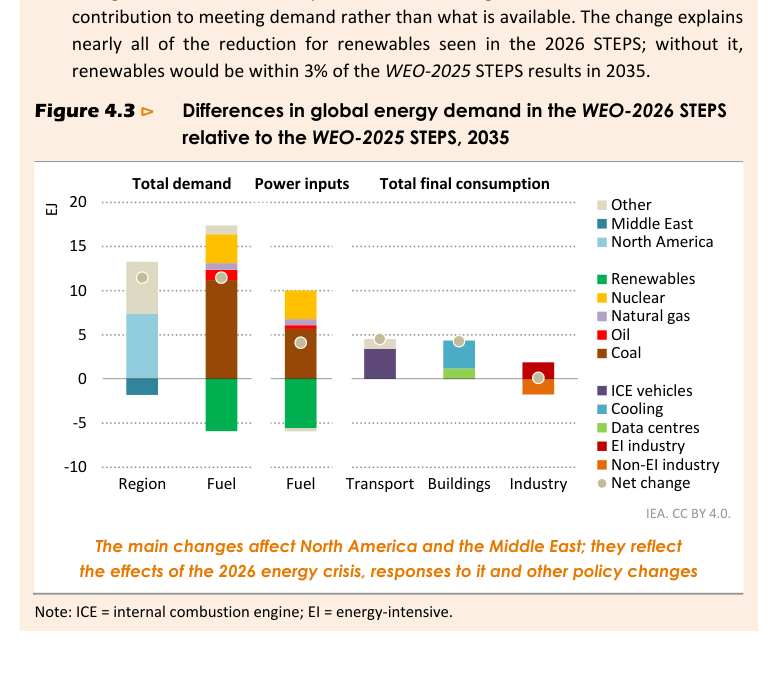 contribution to meeting demand rather than what is available. The change explains
nearly all of the reduction for renewables seen in the 2026 STEPS; without it,
renewables would be within 3% of the WEO-2025 STEPS results in 2035.
Figure 4.3 ▻ Differences in global energy demand in the WEO-2026 STEPS
relative to the WEO-2025 STEPS, 2035
Total demand Power inputs Total final consumption
EJ
20
15
10
5
0
-5
-10
Region Fuel Fuel Transport Buildings Industry
Other
Middle East
North America
Renewables
Nuclear
Natural gas
Oil
Coal
ICE vehicles
Cooling
Data centres
EI industry
Non-EI industry
Net change
IEA. CC BY 4.0.
The main changes affect North America and the Middle East; they reflect
the effects of the 2026 energy crisis, responses to it and other policy changes
Note: ICE = internal combustion engine; EI = energy-intensive.